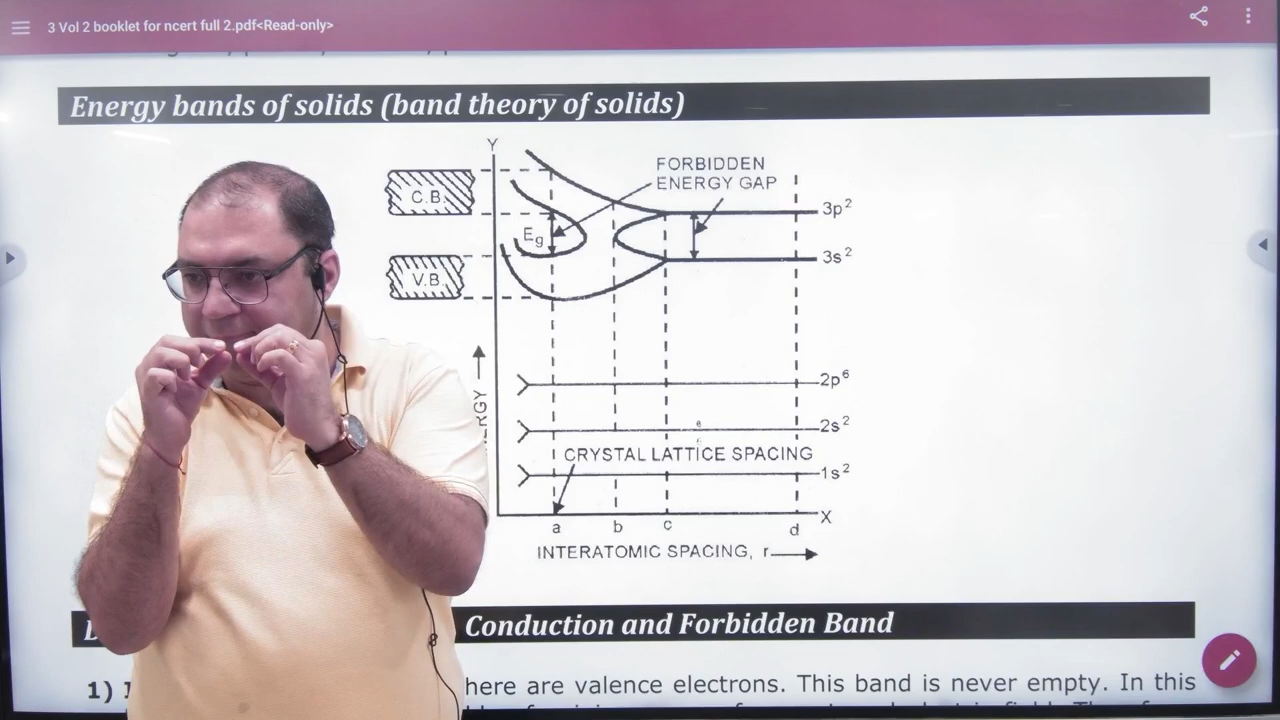 3 Vol 2 booklet for ncert full 2.pdf<Read-only>
Energy bands of solids (band theory of solids)
Y
FORBIDDEN
ENERGY GAP
C.B.
3p²
Eg
3s²
V.B.
2p⁶
2s²
CRYSTAL LATTICE SPACING
1s²
X
a b c d
INTERATOMIC SPACING, r
Conduction and Forbidden Band
1)
here are valence electrons. This band is never empty. In this